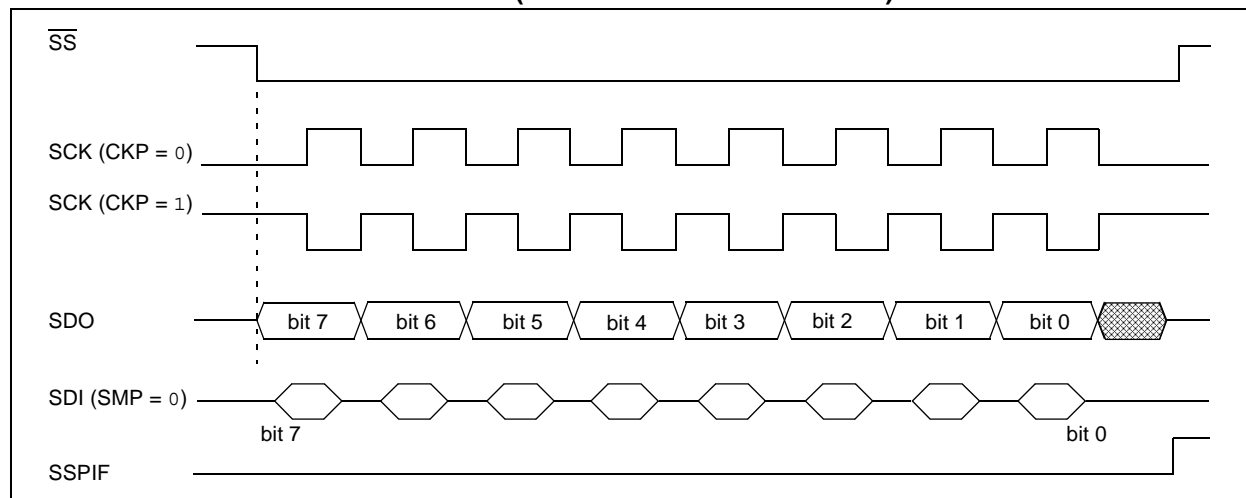 SS
SCK (CKP = 0)
SCK (CKP = 1)
SDO bit 7 bit 6 bit 5 bit 4 bit 3 bit 2 bit 1 bit 0
SDI (SMP = 0)
bit 7 bit 0
SSPIF